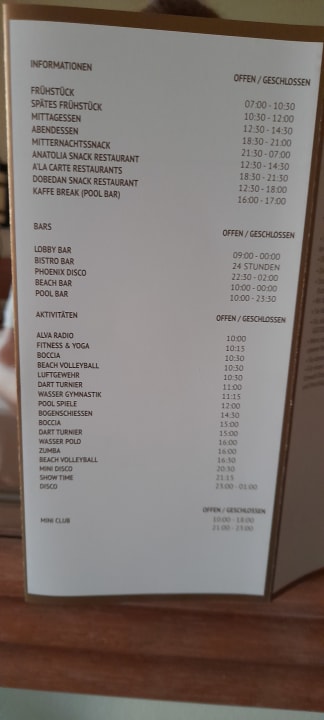 INFORMATIONEN OFFEN / GESCHLOSSEN
FRÜHSTÜCK 07:00 - 10:30
SPÄTES FRÜHSTÜCK 10:30 - 12:00
MITTAGESSEN 12:30 - 14:30
ABENDESSEN 18:30 - 21:00
MITTERNACHTSSNACK 21:30 - 07:00
ANATOLIA SNACK RESTAURANT 12:30 - 14:30
A'LA CARTE RESTAURANTS 18:30 - 21:30
DOBEDAN SNACK RESTAURANT 12:30 - 18:00
KAFFE BREAK (POOL BAR) 16:00 - 17:00
BARS OFFEN / GESCHLOSSEN
LOBBY BAR 09:00 - 00:00
BISTRO BAR 24 STUNDEN
PHOENIX DISCO 22:30 - 02:00
BEACH BAR 10:00 - 00:00
POOL BAR 10:00 - 23:30
AKTIVITÄTEN OFFEN / GESCHLOSSEN
ALVA RADIO 10:00
FITNESS & YOGA 10:15
BOCCIA 10:30
BEACH VOLLEYBALL 10:30
LUFTGEWEHR 10:30
DART TURNIER 11:00
WASSER GYMNASTIK 11:15
POOL SPIELE 12:00
BOGENSCHIESSEN 14:30
BOCCIA 15:00
DART TURNIER 15:00
WASSER POLO 16:00
ZUMBA 16:00
BEACH VOLLEYBALL 16:30
MINI DISCO 20:30
SHOW TIME 21:15
DISCO 23:00 - 01:00
OFFEN / GESCHLOSSEN
MINI CLUB 10:00 - 18:00
21:00 - 23:00